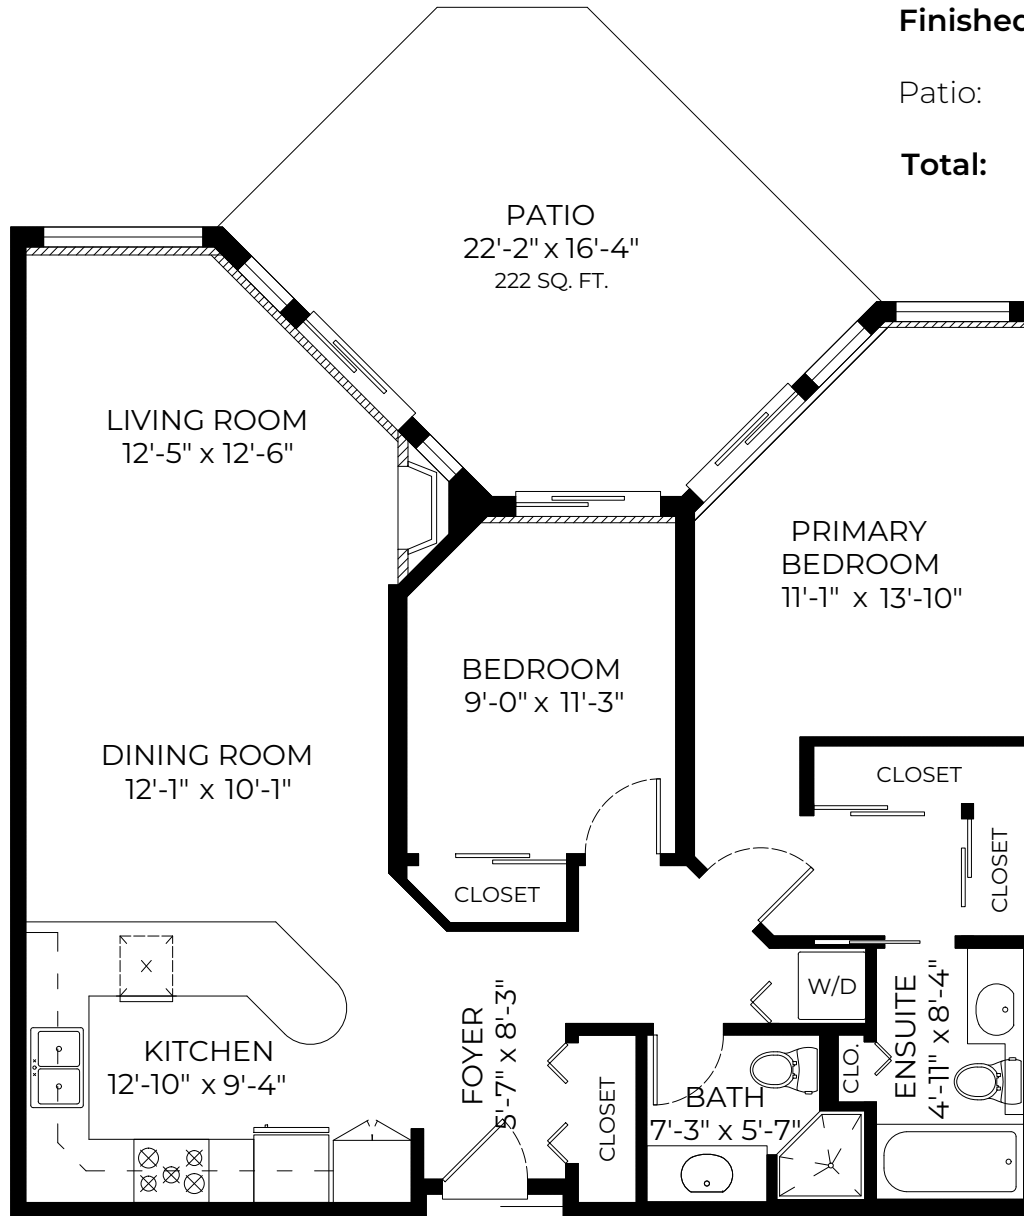 Finished
Patio:
Total:
PATIO
22'-2" x 16'-4"
222 SQ. FT.
LIVING ROOM
12'-5" x 12'-6"
PRIMARY
BEDROOM
11'-1" x 13'-10"
BEDROOM
9'-0" x 11'-3"
DINING ROOM
12'-1" x 10'-1"
CLOSET
CLOSET
CLOSET
X
W/D
KITCHEN
12'-10" x 9'-4"
FOYER
5'-7" x 8'-3"
CLOSET
BATH
7'-3" x 5'-7"
CLO.
ENSUITE
4'-11" x 8'-4"